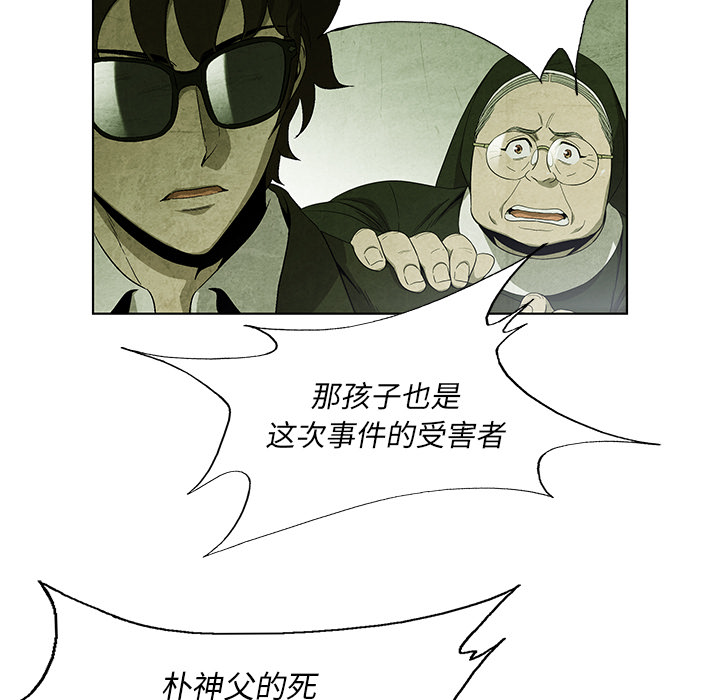 那孩子也是
这次事件的受害者
朴神父的死